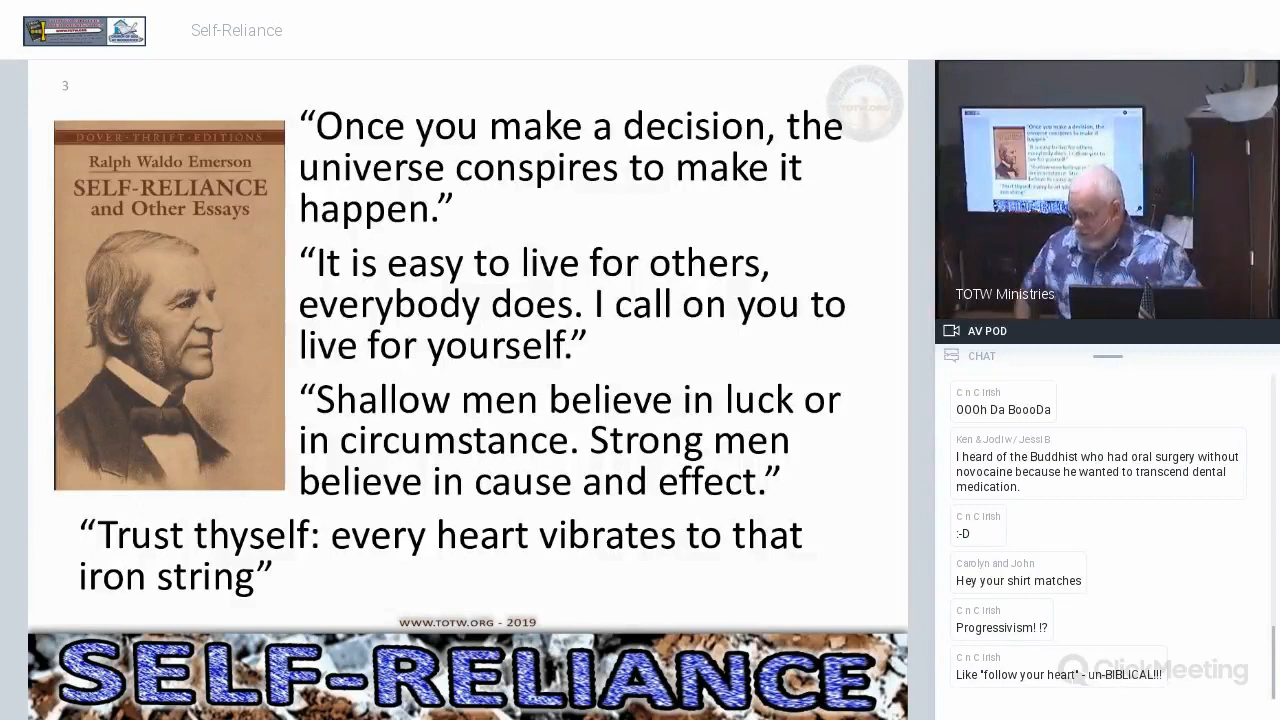 Self-Reliance
3
DOVER · THRIFT · EDITIONS
Ralph Waldo Emerson
SELF-RELIANCE
and Other Essays
“Once you make a decision, the
universe conspires to make it
happen.”
“It is easy to live for others,
everybody does. I call on you to
live for yourself.”
“Shallow men believe in luck or
in circumstance. Strong men
believe in cause and effect.”
“Trust thyself: every heart vibrates to that
iron string”
WWW.TOTW.ORG - 2019
SELF-RELIANCE
TOTW.ORG
TOTW Ministries
AV POD
CHAT
C n C Irish
OOOh Da BoooDa
Ken & JodI w/ JessI B
I heard of the Buddhist who had oral surgery without
novocaine because he wanted to transcend dental
medication.
C n C Irish
:-D
Carolyn and John
Hey your shirt matches
C n C Irish
Progressivism! !?
C n C Irish
Like "follow your heart" - un-BIBLICAL!!!
ClickMeeting